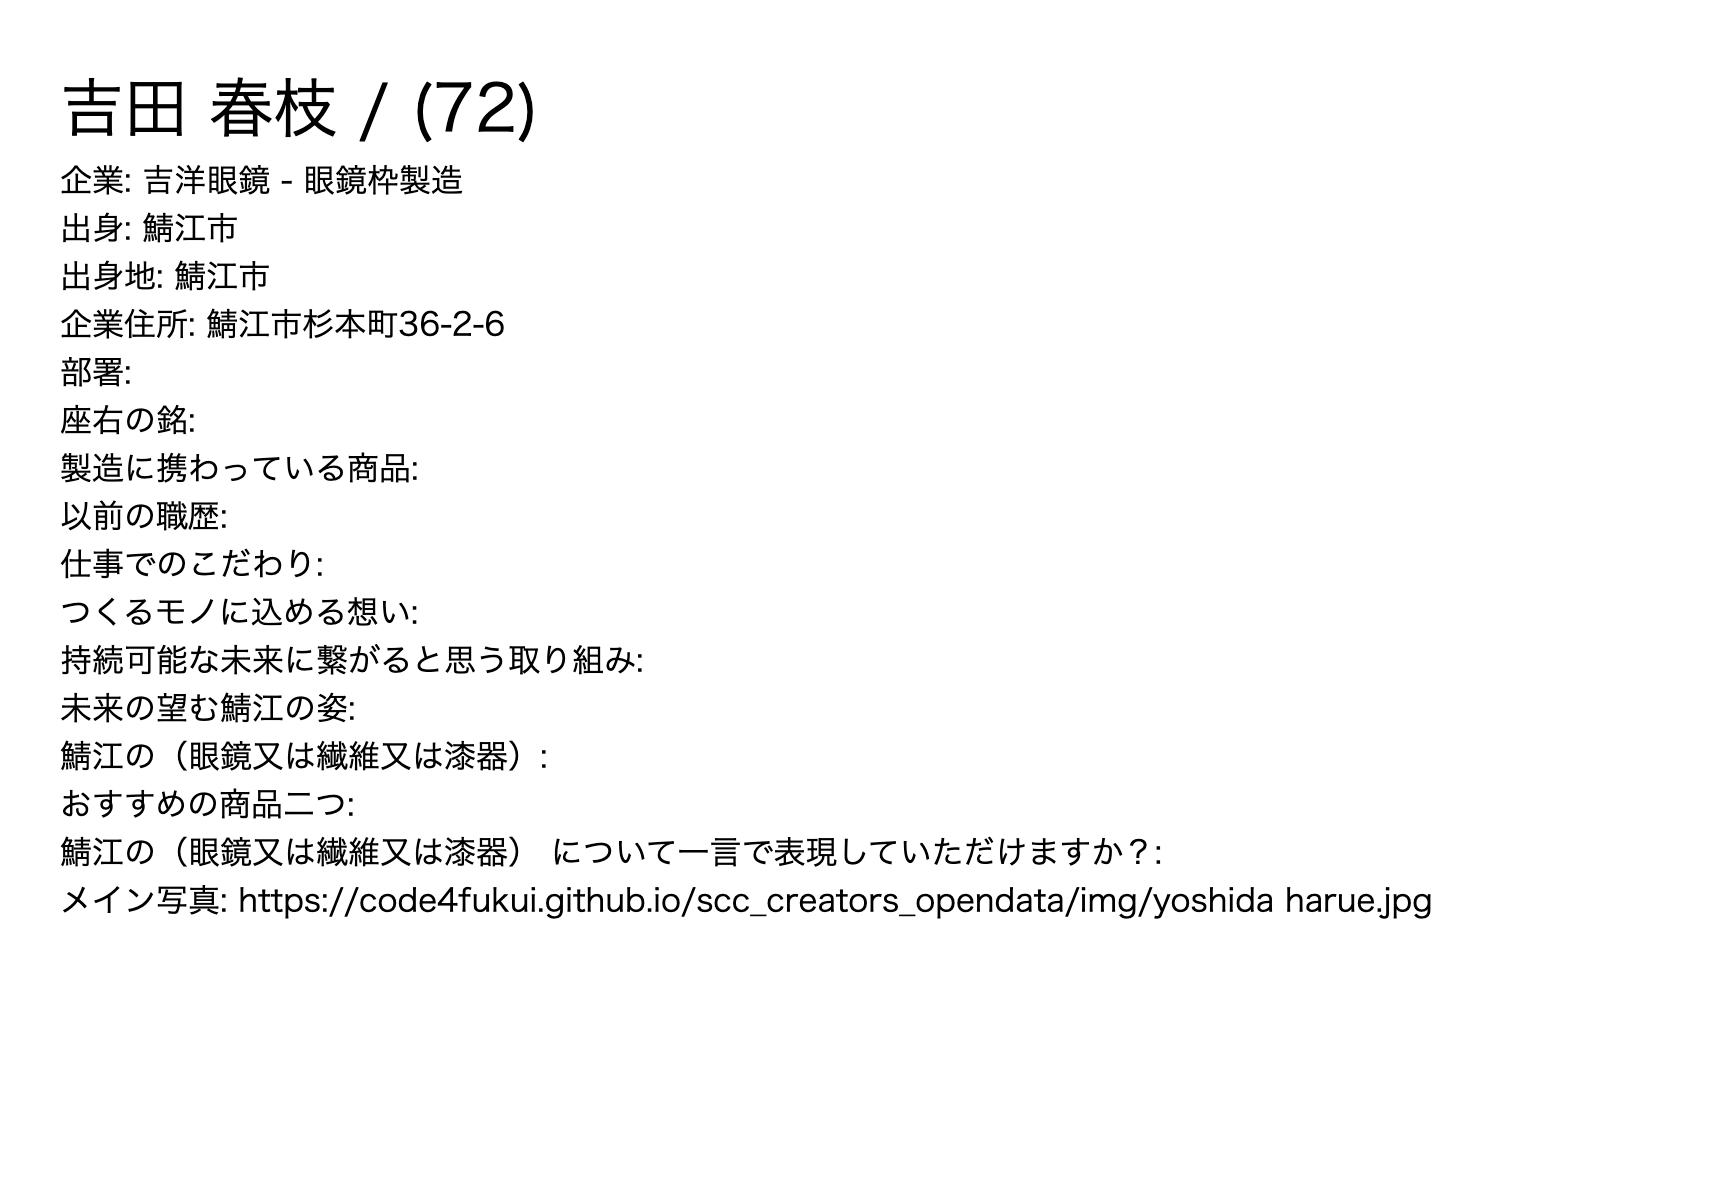 吉田 春枝 / (72)
企業: 吉洋眼鏡 - 眼鏡枠製造
出身: 鯖江市
出身地: 鯖江市
企業住所: 鯖江市杉本町36-2-6
部署:
座右の銘:
製造に携わっている商品:
以前の職歴:
仕事でのこだわり:
つくるモノに込める想い:
持続可能な未来に繋がると思う取り組み:
未来の望む鯖江の姿:
鯖江の（眼鏡又は繊維又は漆器）:
おすすめの商品二つ:
鯖江の（眼鏡又は繊維又は漆器） について一言で表現していただけますか？:
メイン写真: https://code4fukui.github.io/scc_creators_opendata/img/yoshida harue.jpg